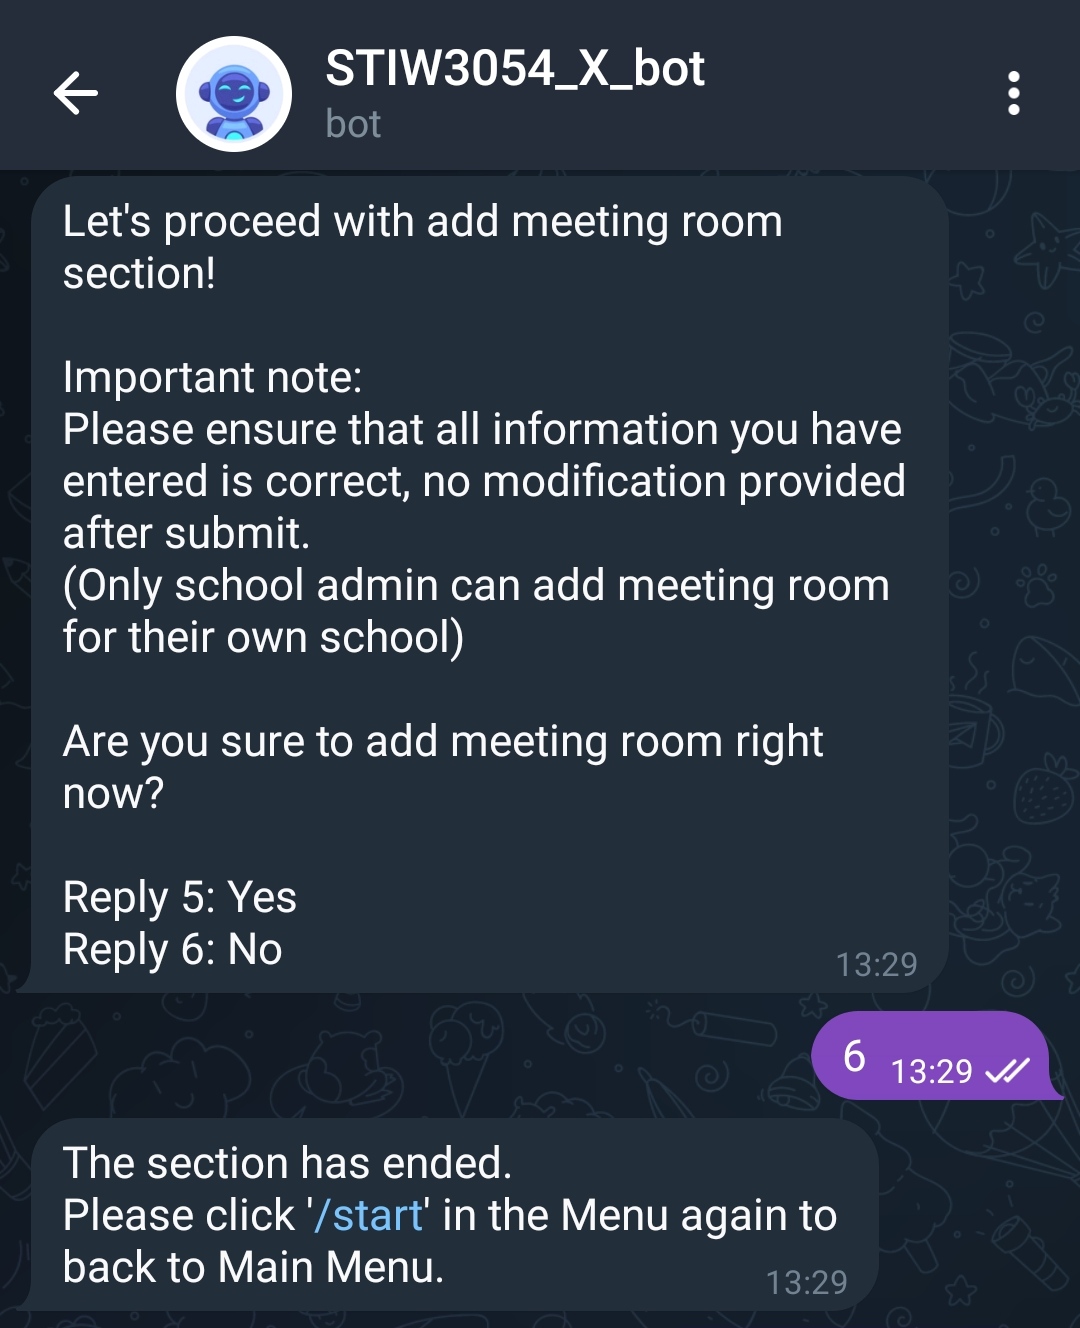 STIW3054_X_bot
bot
Let's proceed with add meeting room
section!
Important note:
Please ensure that all information you have
entered is correct, no modification provided
after submit.
(Only school admin can add meeting room
for their own school)
Are you sure to add meeting room right
now?
Reply 5: Yes
Reply 6: No
13:29
6 13:29
The section has ended.
Please click '/start' in the Menu again to
back to Main Menu.
13:29